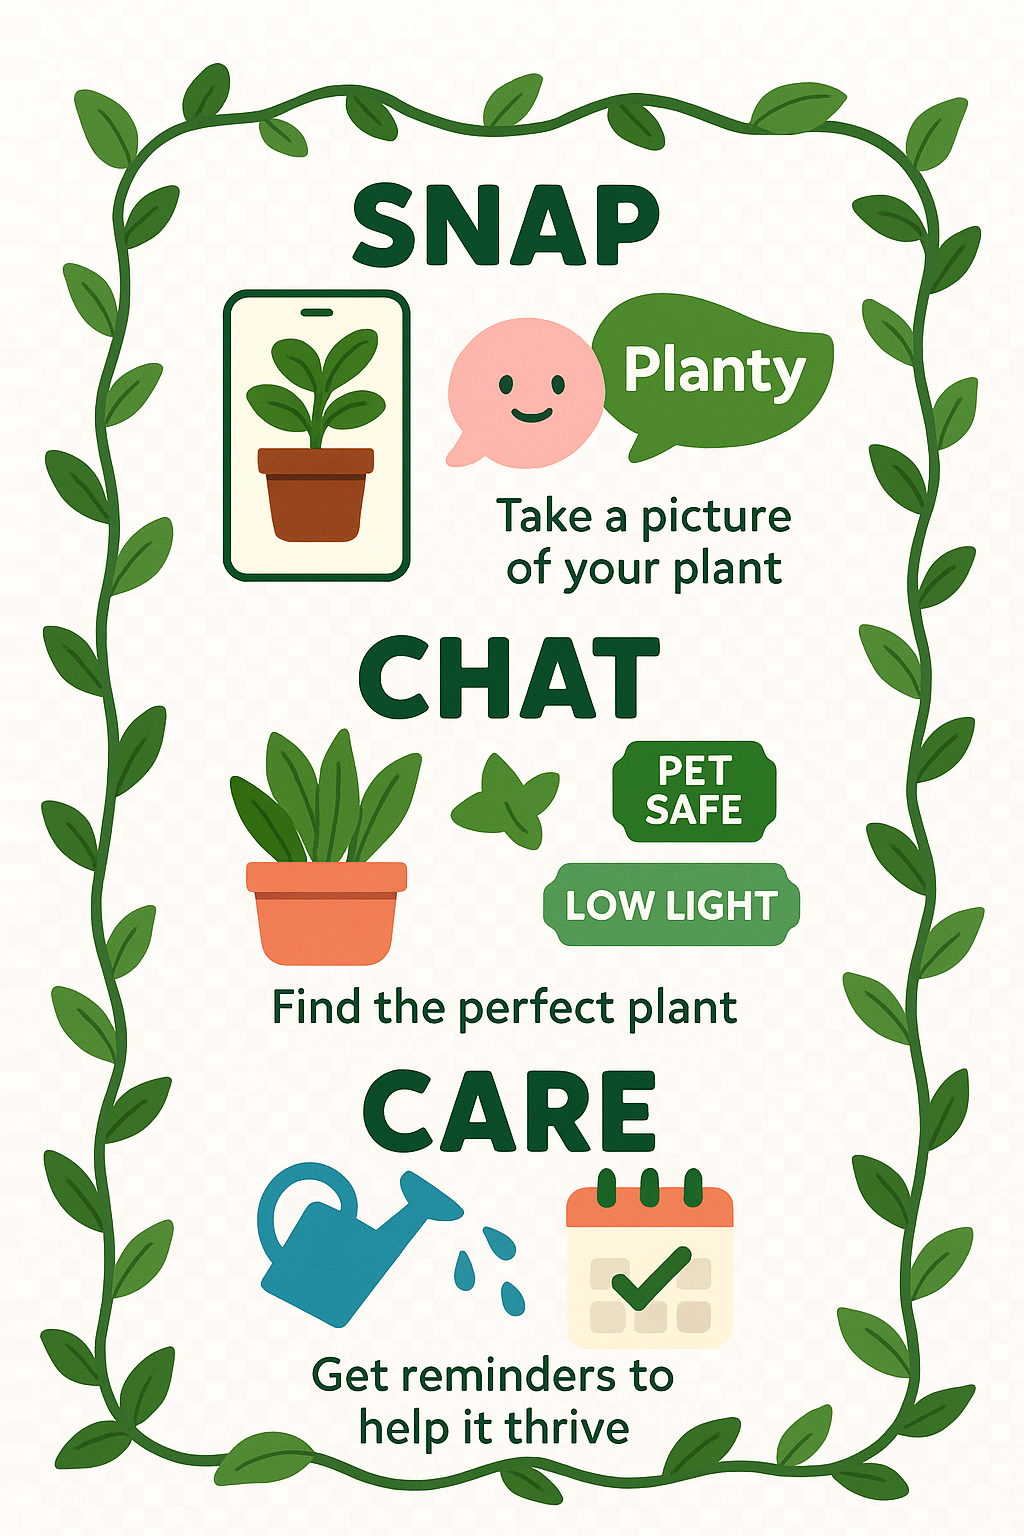 SNAP
Planty
Take a picture
of your plant
CHAT
PET
SAFE
LOW LIGHT
Find the perfect plant
CARE
Get reminders to
help it thrive